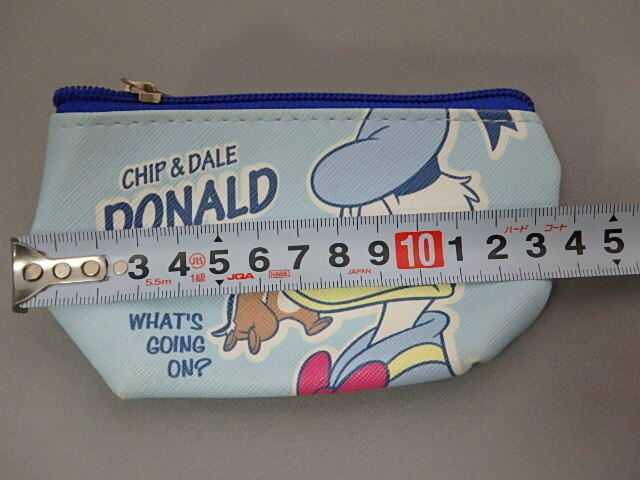 CHIP & DALE
DONALD
ハード コート
3 4 5 6 7 8 9 10 1 2 3 4 5
5.5m JIS 1級 JQA JAPAN
WHAT'S
GOING
ON?